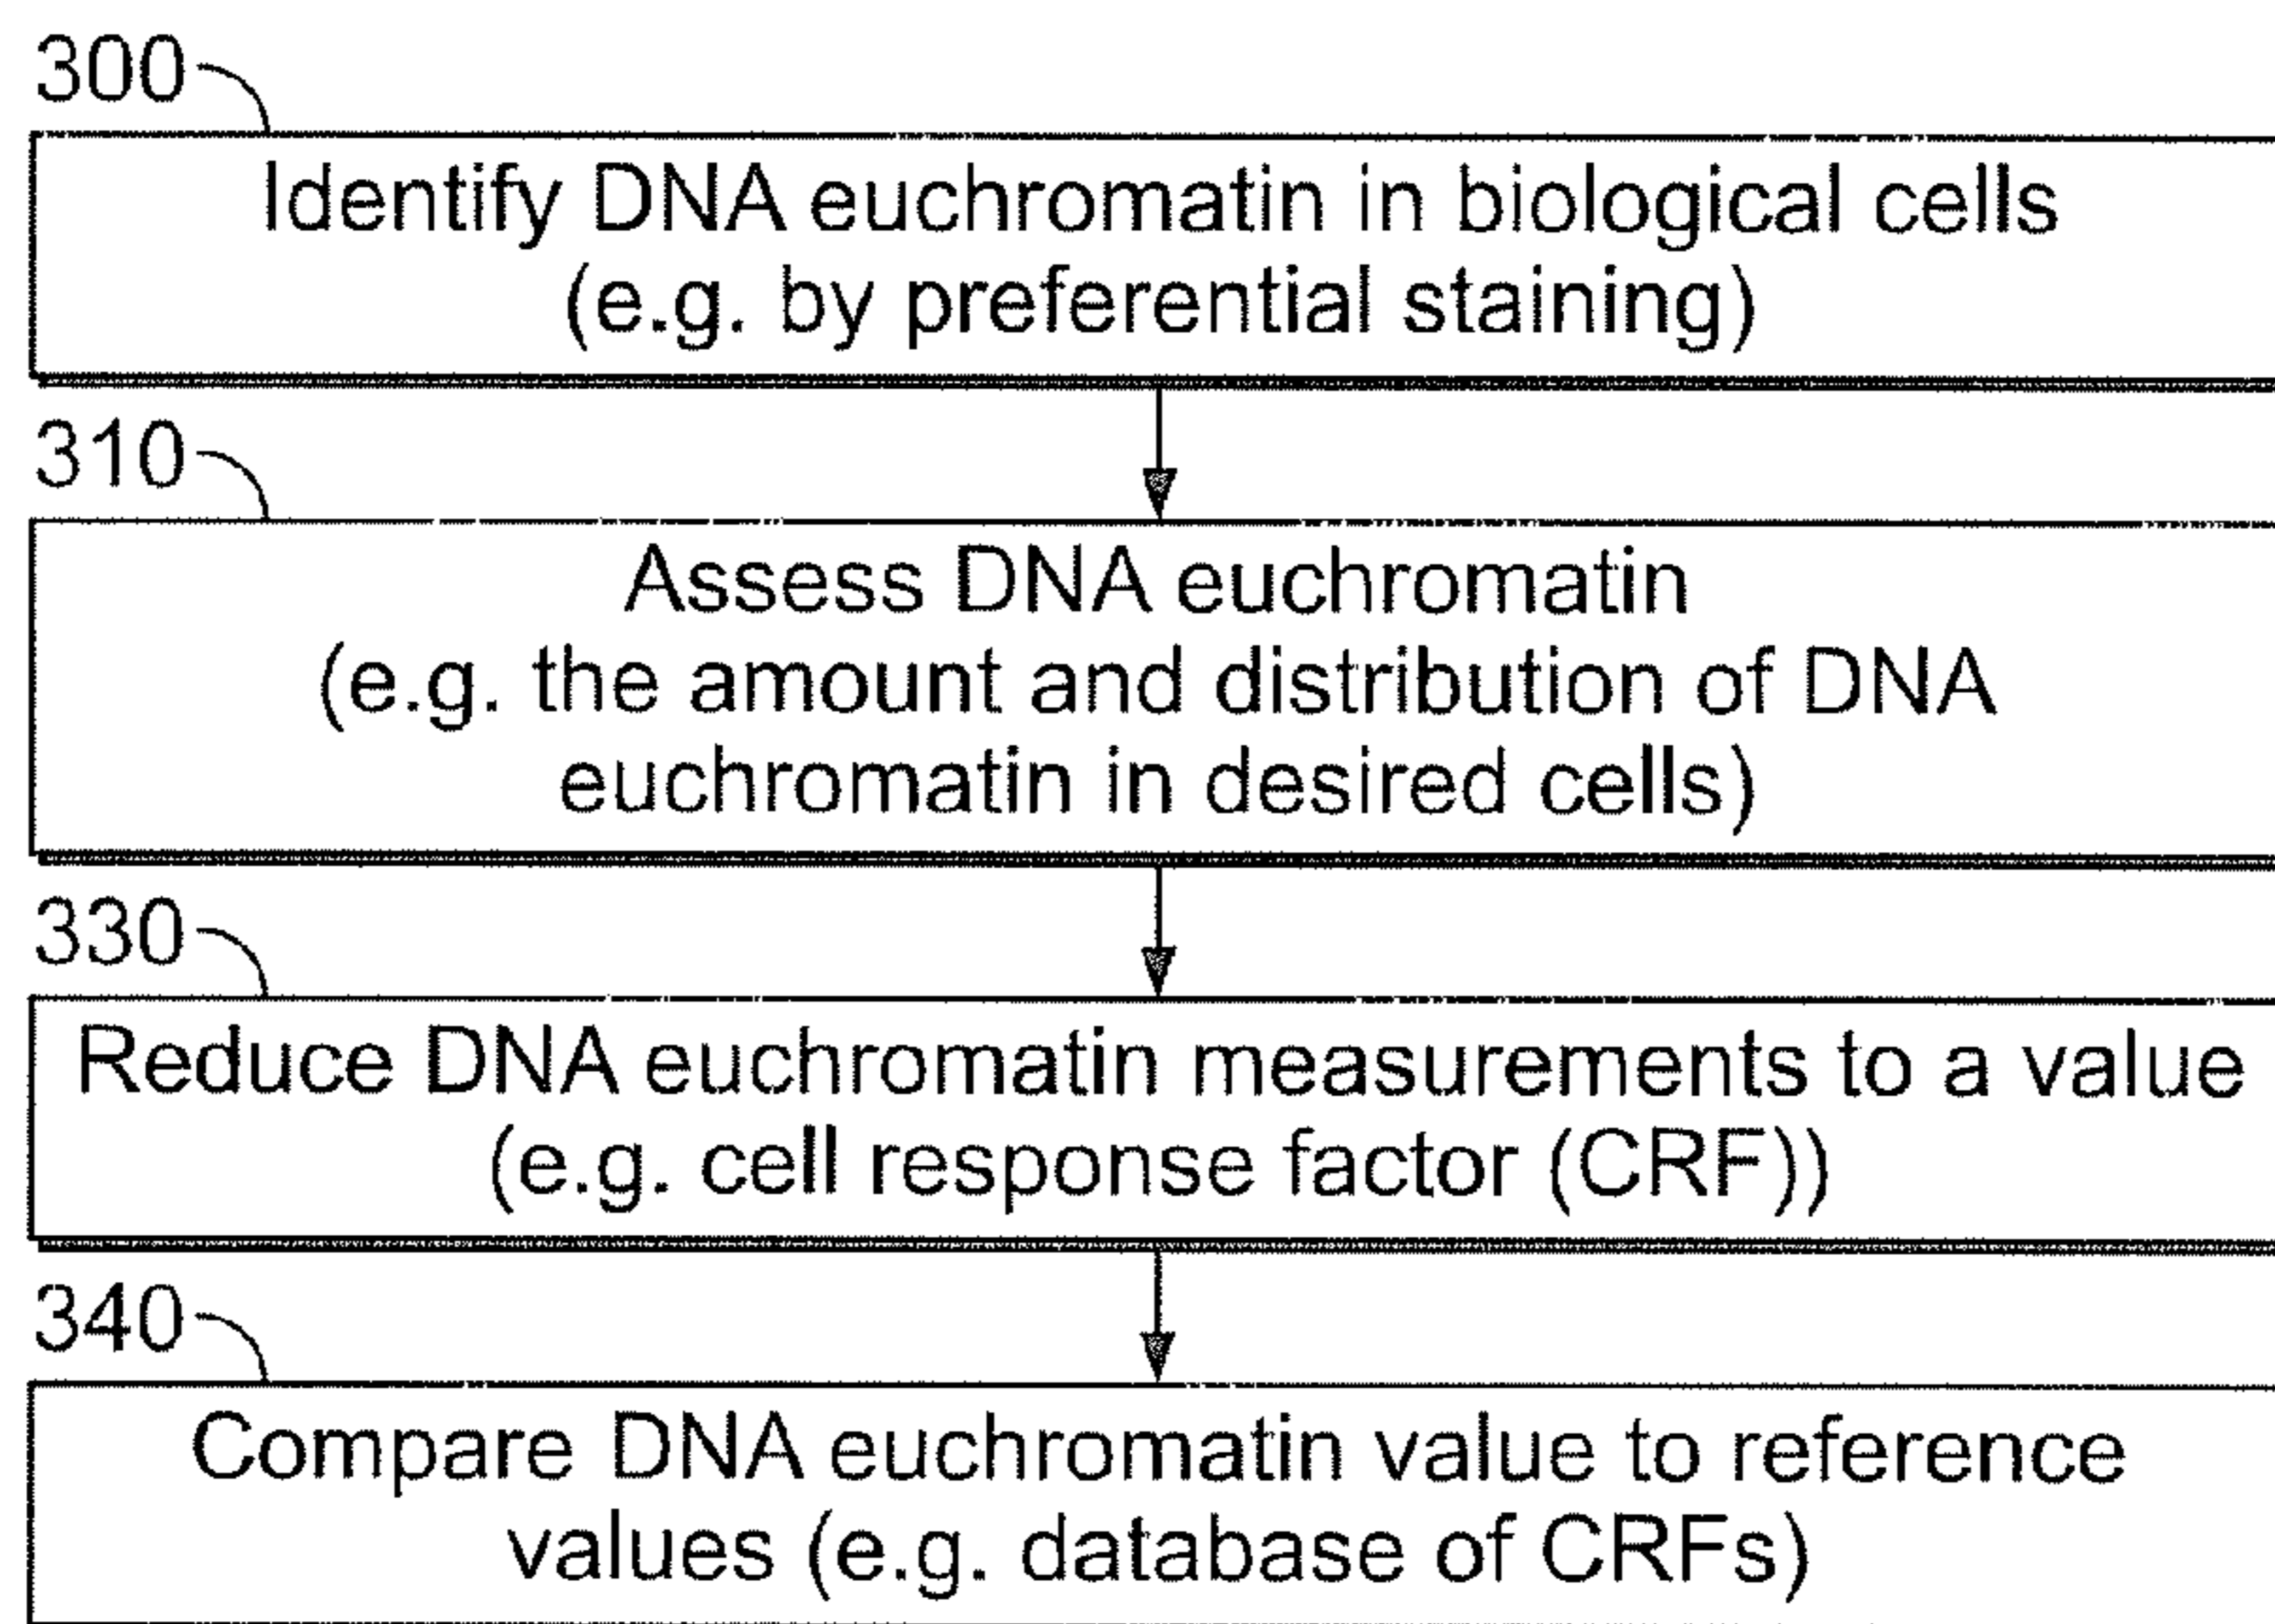 300
Identify DNA euchromatin in biological cells
(e.g. by preferential staining)
310
Assess DNA euchromatin
(e.g. the amount and distribution of DNA
euchromatin in desired cells)
330
Reduce DNA euchromatin measurements to a value
(e.g. cell response factor (CRF))
340
Compare DNA euchromatin value to reference
values (e.g. database of CRFs)